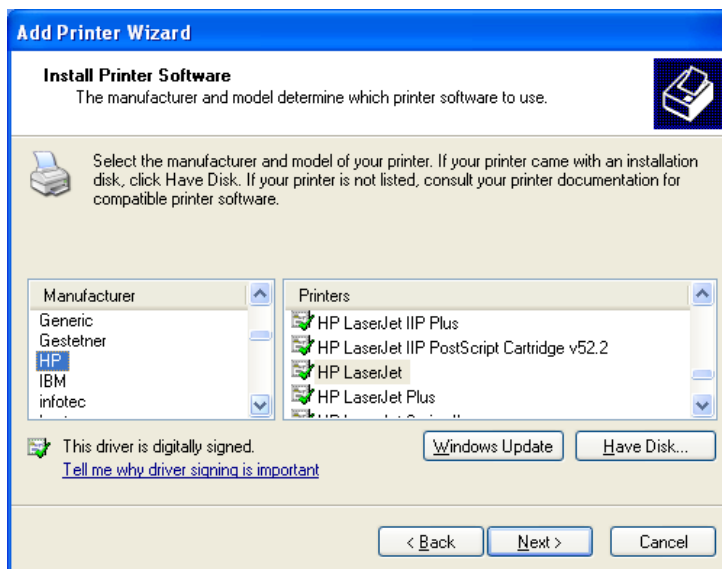 Add Printer Wizard
Install Printer Software
The manufacturer and model determine which printer software to use.
Select the manufacturer and model of your printer. If your printer came with an installation
disk, click Have Disk. If your printer is not listed, consult your printer documentation for
compatible printer software.
Manufacturer
Generic
Gestetner
HP
IBM
infotec
Printers
HP LaserJet IIP Plus
HP LaserJet IIP PostScript Cartridge v52.2
HP LaserJet
HP LaserJet Plus
This driver is digitally signed.
Tell me why driver signing is important
Windows Update
Have Disk...
< Back
Next >
Cancel